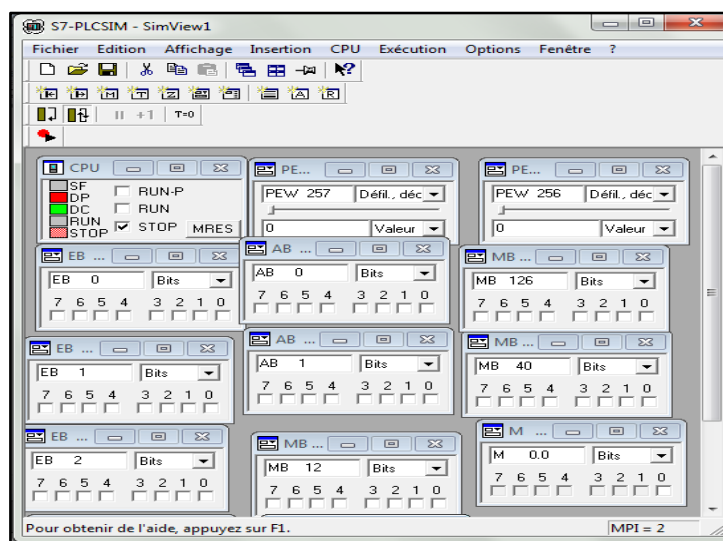 S7-PLCSIM - SimView1
Fichier Edition Affichage Insertion CPU Exécution Options Fenêtre ?
T=0
CPU
SF
DP
DC
RUN
STOP
RUN-P
RUN
STOP MRES
PE...
PEW 257 Défil., déc
0 Valeur
PE...
PEW 256 Défil., déc
0 Valeur
EB ...
EB 0 Bits
7 6 5 4 3 2 1 0
AB ...
AB 0 Bits
7 6 5 4 3 2 1 0
MB ...
MB 126 Bits
7 6 5 4 3 2 1 0
EB ...
EB 1 Bits
7 6 5 4 3 2 1 0
AB ...
AB 1 Bits
7 6 5 4 3 2 1 0
MB ...
MB 40 Bits
7 6 5 4 3 2 1 0
EB ...
EB 2 Bits
7 6 5 4 3 2 1 0
MB ...
MB 12 Bits
7 6 5 4 3 2 1 0
M ...
M 0.0 Bits
7 6 5 4 3 2 1 0
Pour obtenir de l'aide, appuyez sur F1. MPI = 2